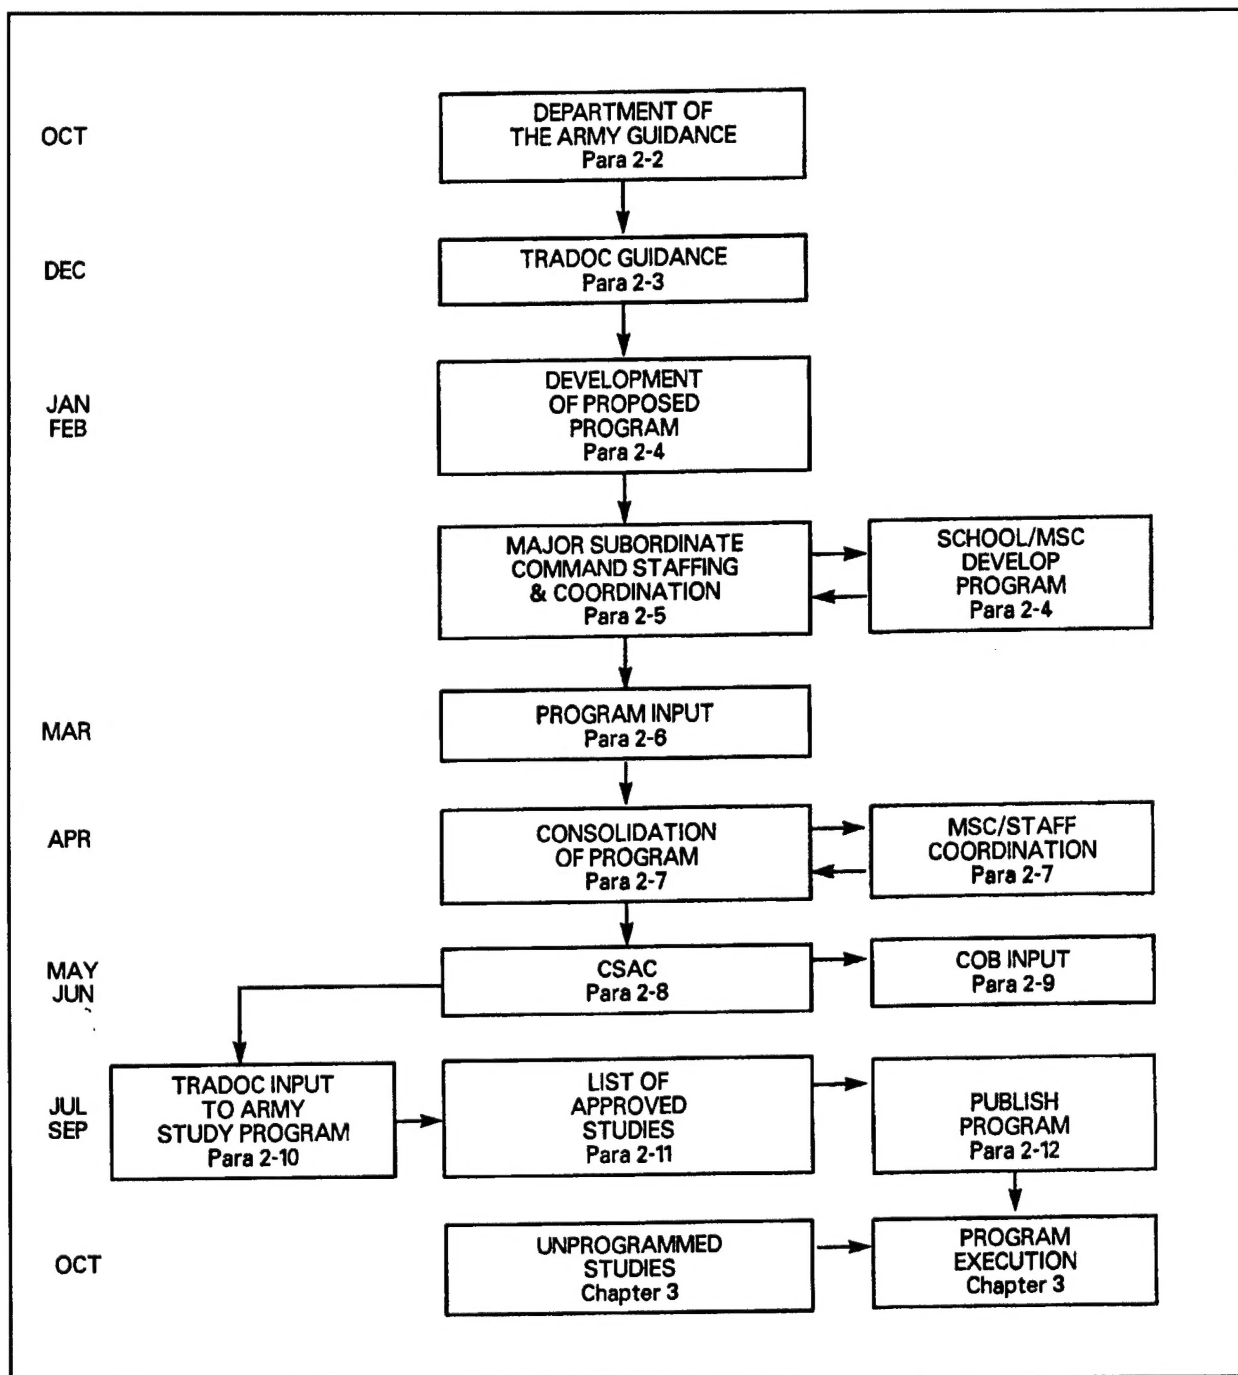 OCT
DEPARTMENT OF
THE ARMY GUIDANCE
Para 2-2
DEC
TRADOC GUIDANCE
Para 2-3
JAN
FEB
DEVELOPMENT
OF PROPOSED
PROGRAM
Para 2-4
MAJOR SUBORDINATE
COMMAND STAFFING
& COORDINATION
Para 2-5
SCHOOL/MSC
DEVELOP
PROGRAM
Para 2-4
MAR
PROGRAM INPUT
Para 2-6
APR
CONSOLIDATION
OF PROGRAM
Para 2-7
MSC/STAFF
COORDINATION
Para 2-7
MAY
JUN
CSAC
Para 2-8
COB INPUT
Para 2-9
JUL
SEP
TRADOC INPUT
TO ARMY
STUDY PROGRAM
Para 2-10
LIST OF
APPROVED
STUDIES
Para 2-11
PUBLISH
PROGRAM
Para 2-12
OCT
UNPROGRAMMED
STUDIES
Chapter 3
PROGRAM
EXECUTION
Chapter 3